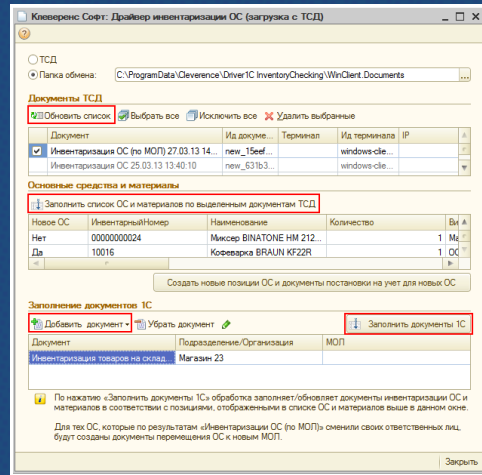 Клеверенс Софт: Драйвер инвентаризации ОС (загрузка с ТСД)
ТСД
Папка обмена: C:\ProgramData\Cleverence\Driver1C InventoryChecking\WinClient.Documents ...
Документы ТСД
Обновить список Выбрать все Исключить все Удалить выбранные
Документ Ид докуме... Терминал Ид терминала IP
Инвентаризация ОС (по МОЛ) 27.03.13 14... new_15eef... windows-clie...
Инвентаризация ОС 25.03.13 13:40:10 new_631b3... windows-clie...
Основные средства и материалы
Заполнить список ОС и материалов по выделенным документам ТСД
Новое ОС ИнвентарныйНомер Наименование Количество Ви
Нет 00000000024 Миксер BINATONE HM 212... 1 Ма
Да 10016 Кофеварка BRAUN KF22R 1 ОС
Создать новые позиции ОС и документы постановки на учет для новых ОС
Заполнение документов 1С
Добавить документ Убрать документ Заполнить документы 1С
Документ Подразделение/Организация МОЛ
Инвентаризация товаров на склад... Магазин 23
По нажатию «Заполнить документы 1С» обработка заполняет/обновляет документы инвентаризации ОС и
материалов в соответствии с позициями, отображенными в списке ОС и материалов выше в данном окне.
Для тех ОС, которые по результатам «Инвентаризации ОС (по МОЛ)» сменили своих ответственных лиц,
будут созданы документы перемещения ОС к новым МОЛ.
Закрыть